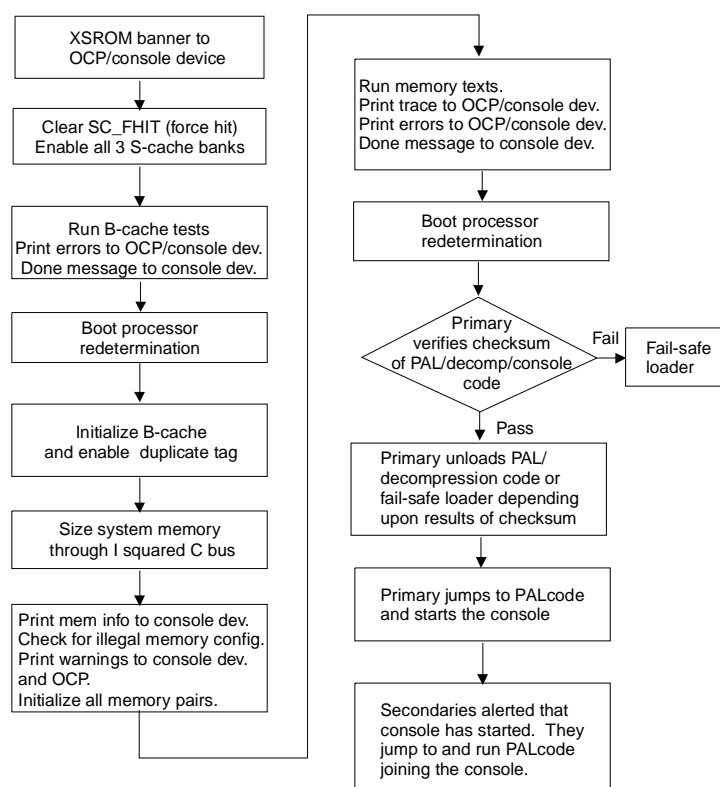 XSROM banner to
OCP/console device
Clear SC_FHIT (force hit)
Enable all 3 S-cache banks
Run B-cache tests
Print errors to OCP/console dev.
Done message to console dev.
Boot processor
redetermination
Initialize B-cache
and enable duplicate tag
Size system memory
through I squared C bus
Print mem info to console dev.
Check for illegal memory config.
Print warnings to console dev.
and OCP.
Initialize all memory pairs.
Run memory texts.
Print trace to OCP/console dev.
Print errors to OCP/console dev.
Done message to console dev.
Boot processor
redetermination
Primary
verifies checksum
of PAL/decomp/console
code
Fail
Fail-safe
loader
Pass
Primary unloads PAL/
decompression code or
fail-safe loader depending
upon results of checksum
Primary jumps to PALcode
and starts the console
Secondaries alerted that
console has started. They
jump to and run PALcode
joining the console.